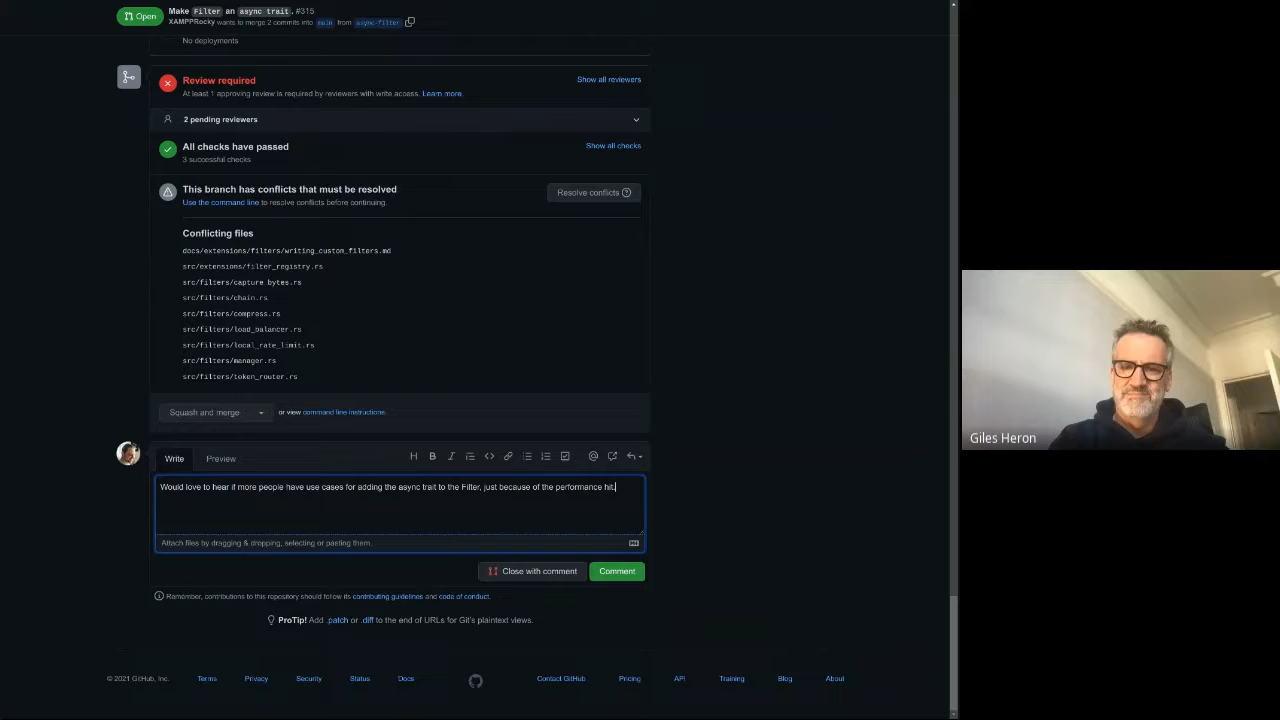 Open
Make Filter an async trait. #315
XAMPPRocky wants to merge 2 commits into main from async-filter
No deployments
Review required
Show all reviewers
At least 1 approving review is required by reviewers with write access. Learn more.
2 pending reviewers
All checks have passed
Show all checks
3 successful checks
This branch has conflicts that must be resolved
Resolve conflicts
Use the command line to resolve conflicts before continuing.
Conflicting files
docs/extensions/filters/writing_custom_filters.md
src/extensions/filter_registry.rs
src/filters/capture_bytes.rs
src/filters/chain.rs
src/filters/compress.rs
src/filters/load_balancer.rs
src/filters/local_rate_limit.rs
src/filters/manager.rs
src/filters/token_router.rs
Squash and merge or view command line instructions.
Giles Heron
Write Preview
Would love to hear if more people have use cases for adding the async trait to the Filter, just because of the performance hit.
Attach files by dragging & dropping, selecting or pasting them.
Close with comment Comment
Remember, contributions to this repository should follow its contributing guidelines and code of conduct.
ProTip! Add .patch or .diff to the end of URLs for Git's plaintext views.
© 2021 GitHub, Inc. Terms Privacy Security Status Docs Contact GitHub Pricing API Training Blog About